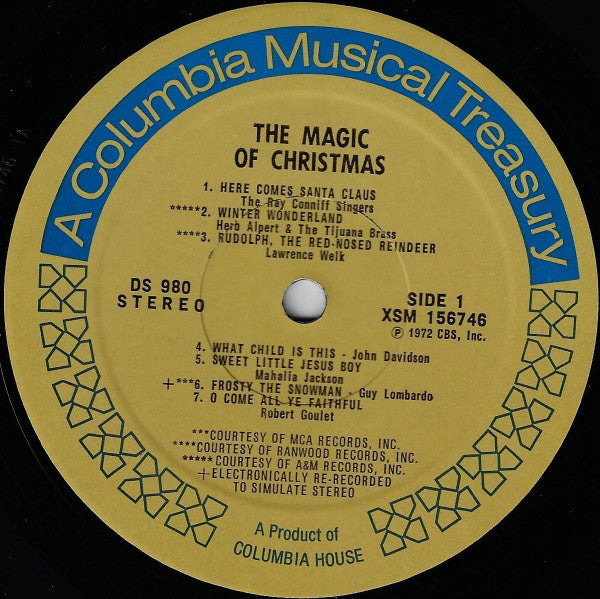 A Columbia Musical Treasury
THE MAGIC
OF CHRISTMAS
1. HERE COMES SANTA CLAUS
The Ray Conniff Singers
*****2. WINTER WONDERLAND
Herb Alpert & The Tijuana Brass
****3. RUDOLPH, THE RED-NOSED REINDEER
Lawrence Welk
DS 980
STEREO
SIDE 1
XSM 156746
Ⓟ 1972 CBS, Inc.
4. WHAT CHILD IS THIS - John Davidson
5. SWEET LITTLE JESUS BOY
Mahalia Jackson
+***6. FROSTY THE SNOWMAN - Guy Lombardo
7. O COME ALL YE FAITHFUL
Robert Goulet
***COURTESY OF MCA RECORDS, INC.
****COURTESY OF RANWOOD RECORDS, INC.
*****COURTESY OF A&M RECORDS, INC.
+ELECTRONICALLY RE-RECORDED
TO SIMULATE STEREO
A Product of
COLUMBIA HOUSE